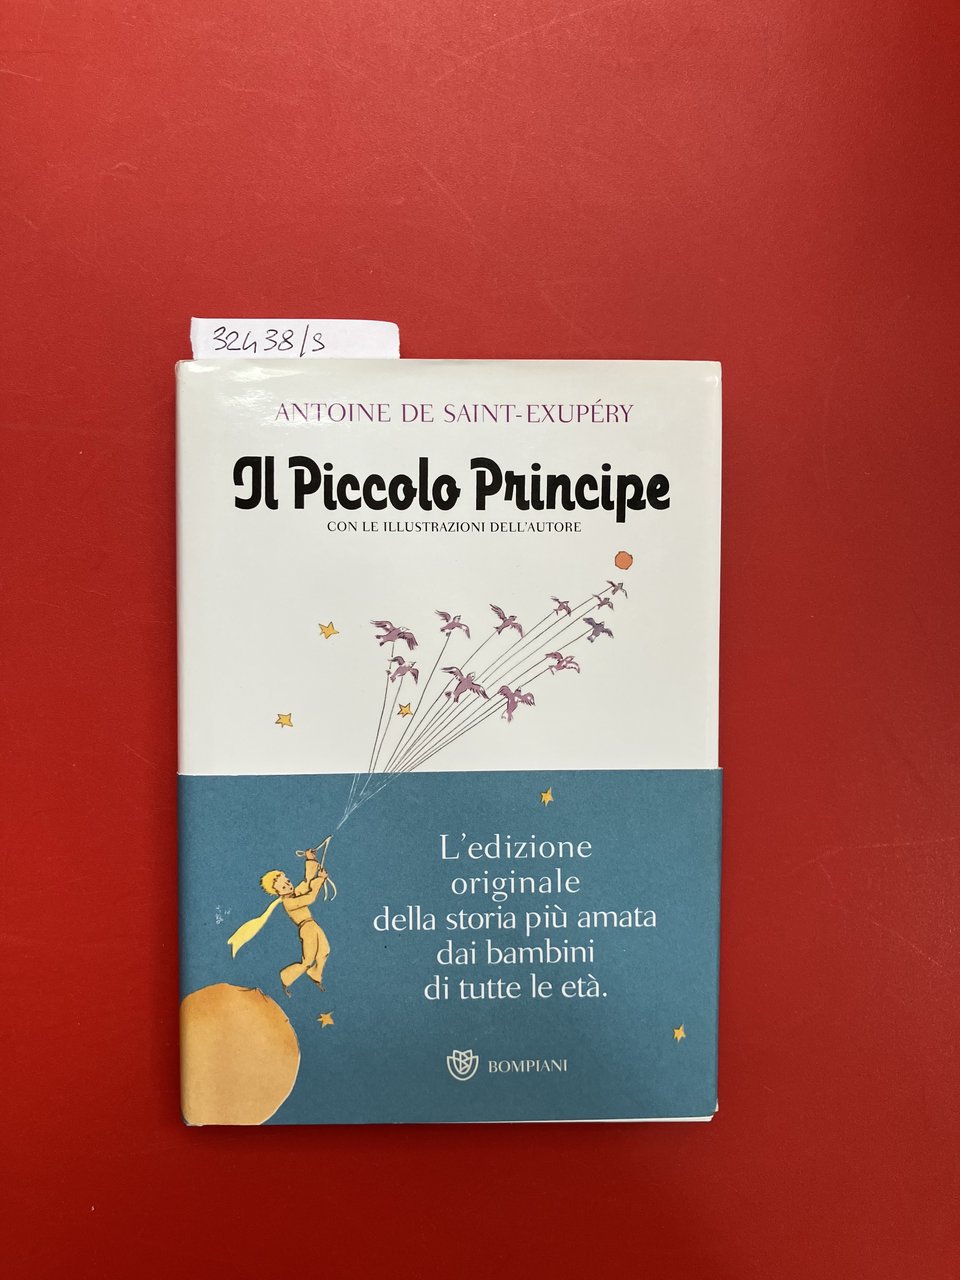 32438/s
ANTOINE DE SAINT-EXUPÉRY
Il Piccolo Principe
CON LE ILLUSTRAZIONI DELL'AUTORE
L'edizione
originale
della storia più amata
dai bambini
di tutte le età.
BOMPIANI